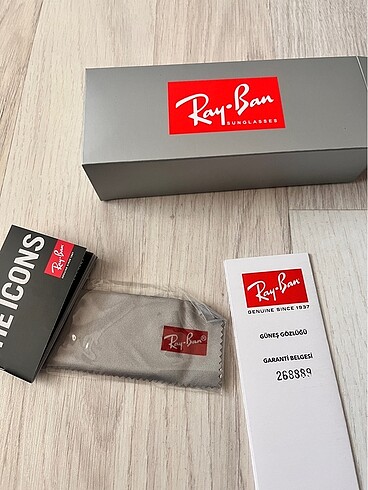 Ray-Ban
SUNGLASSES
THE ICONS
Ray-Ban
Ray-Ban®
Ray-Ban
GENUINE SINCE 1937
GÜNEŞ GÖZLÜĞÜ
GARANTİ BELGESİ
268889